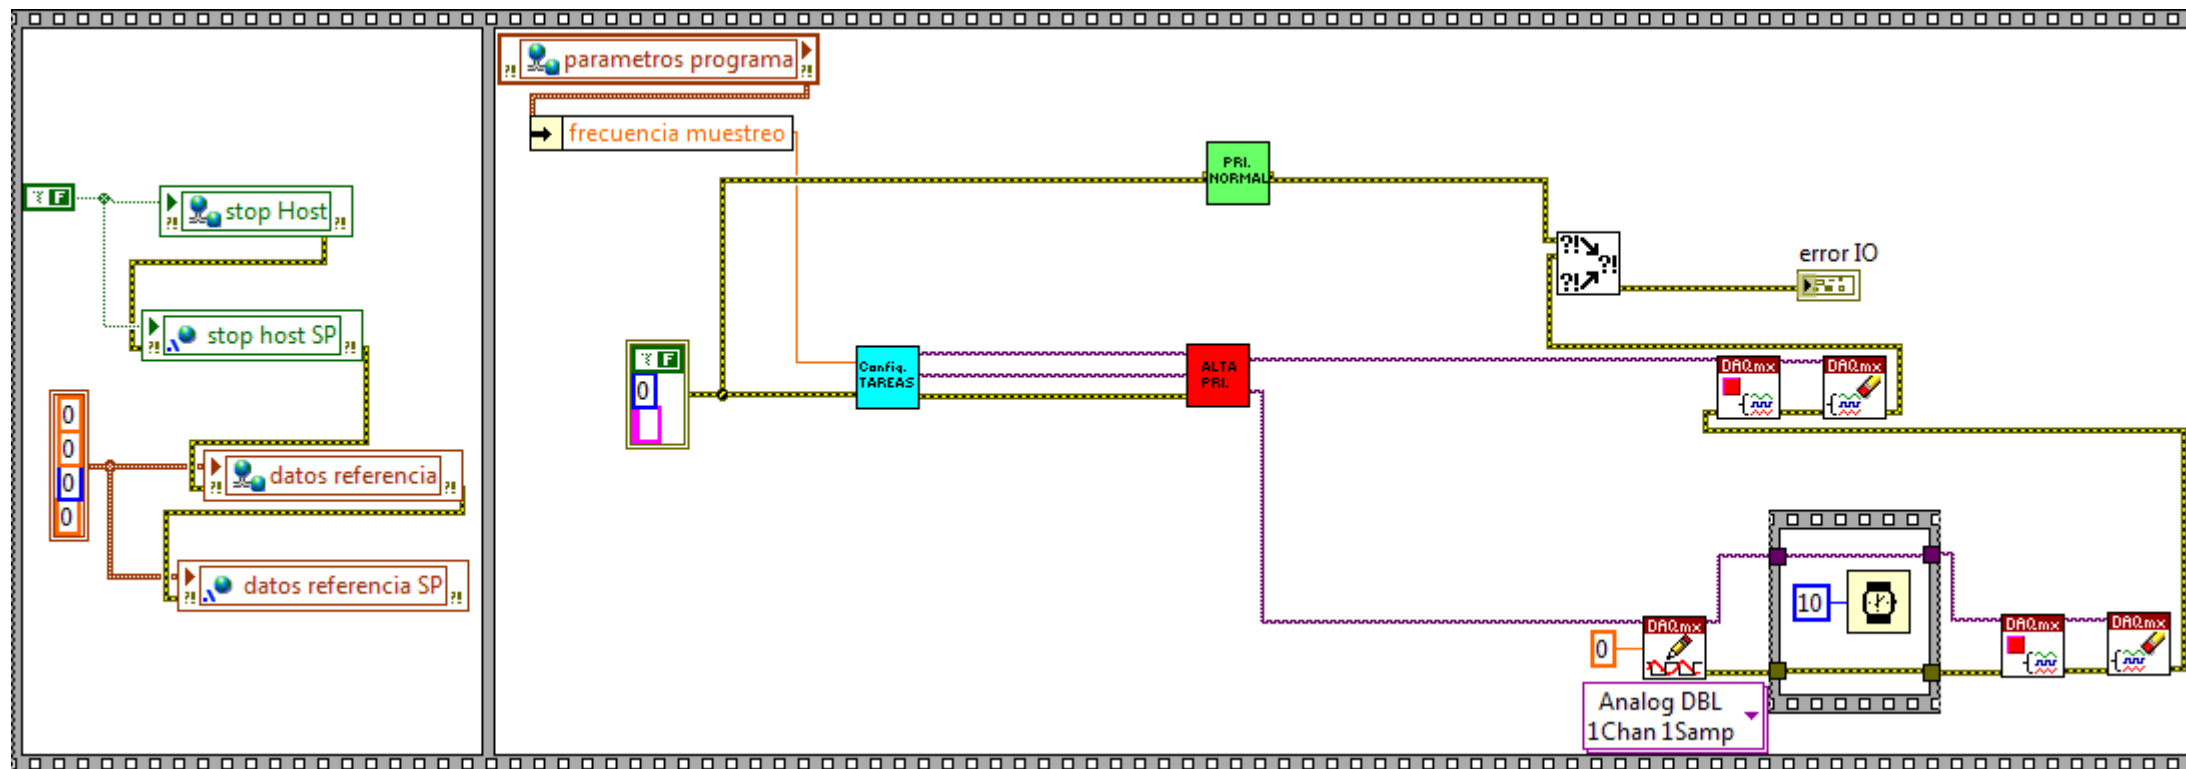 F
stop Host
stop host SP
0
0
0
0
datos referencia
datos referencia SP
parametros programa
frecuencia muestreo
PRI.
NORMAL
error IO
F
0
Config.
TAREAS
ALTA
PRI.
DAQmx
DAQmx
10
0
DAQmx
DAQmx
DAQmx
Analog DBL
1Chan 1Samp